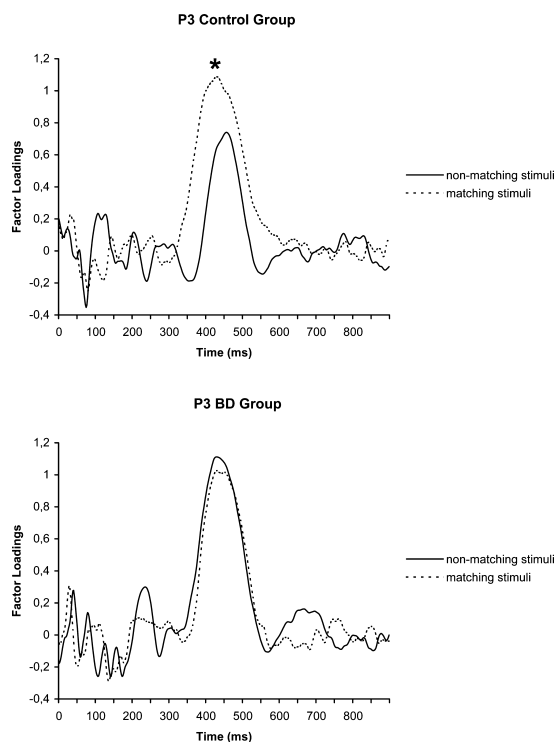 P3 Control Group
1,2
*
1
0,8
0,6
0,4
0,2
0
-0,2
-0,4
Factor Loadings
0 100 200 300 400 500 600 700 800
Time (ms)
non-matching stimuli
matching stimuli
P3 BD Group
1,2
1
0,8
0,6
0,4
0,2
0
-0,2
-0,4
Factor Loadings
0 100 200 300 400 500 600 700 800
Time (ms)
non-matching stimuli
matching stimuli